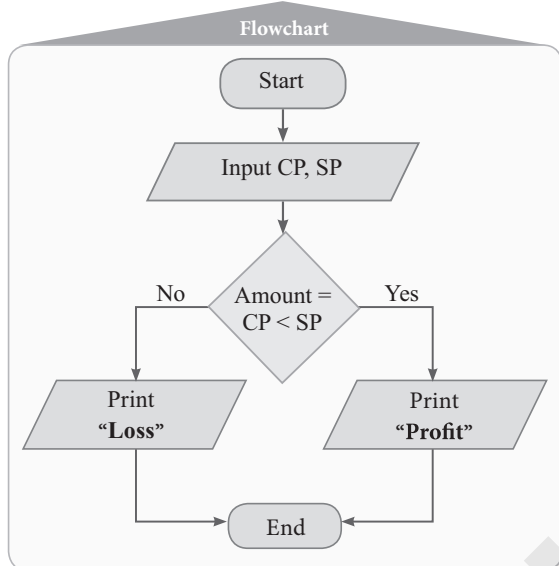 Flowchart
Start
Input CP, SP
Amount =
CP < SP
No
Yes
Print
“Loss”
Print
“Profit”
End